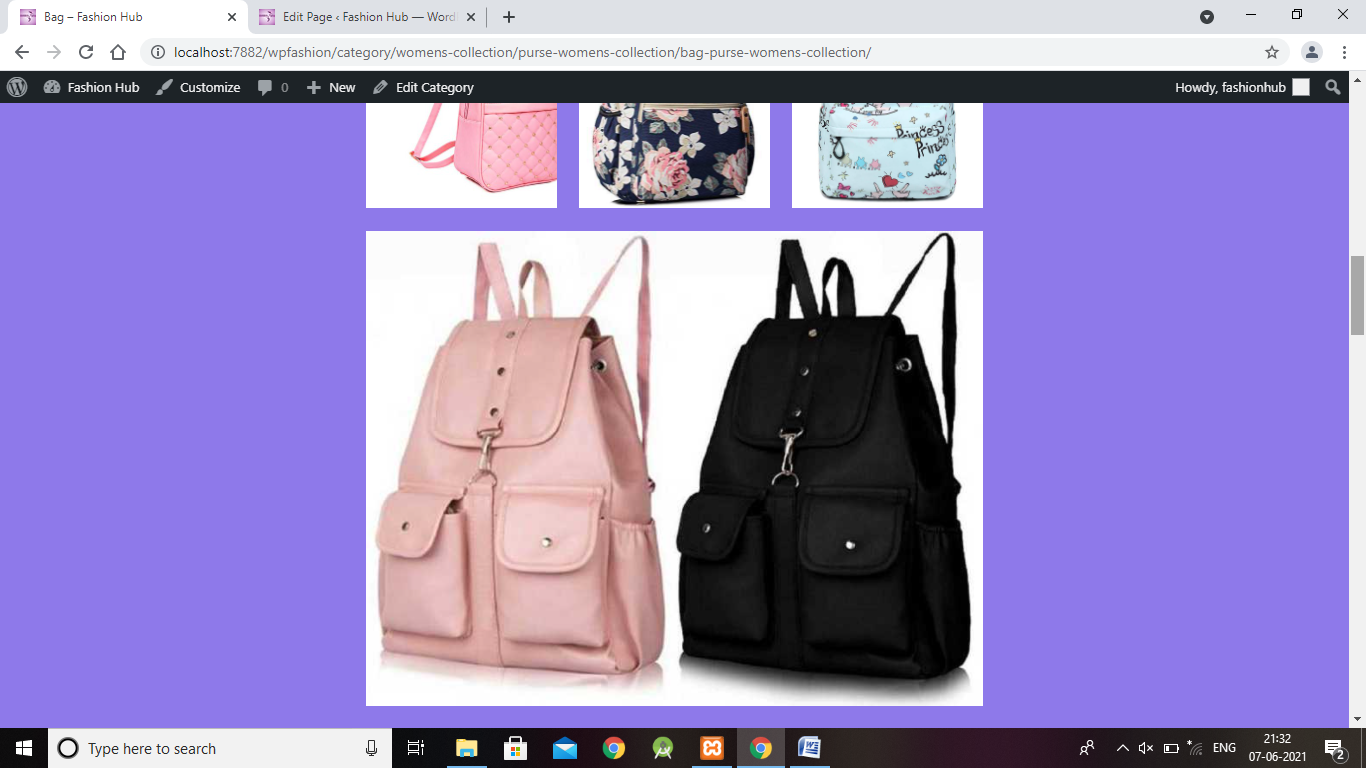 Bag – Fashion Hub
Edit Page ‹ Fashion Hub — Word
localhost:7882/wpfashion/category/womens-collection/purse-womens-collection/bag-purse-womens-collection/
Fashion Hub
Customize
0
New
Edit Category
Howdy, fashionhub
Princess
Princess
Type here to search
ENG
21:32
07-06-2021
2